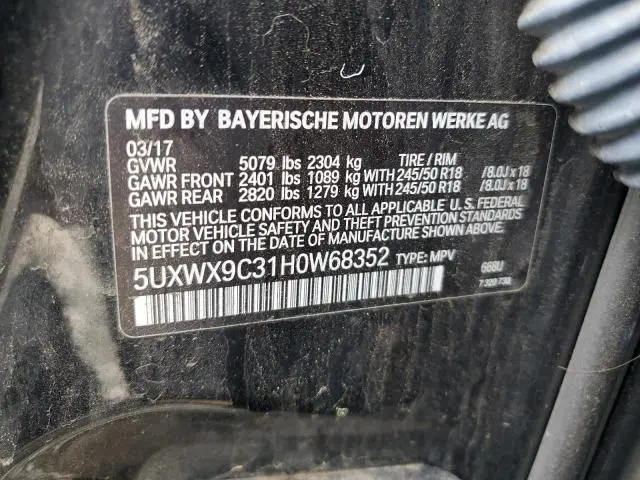 MFD BY BAYERISCHE MOTOREN WERKE AG
03/17
GVWR 5079 lbs 2304 kg TIRE / RIM
GAWR FRONT 2401 lbs 1089 kg WITH 245/50 R18 /8.0J x 18
GAWR REAR 2820 lbs 1279 kg WITH 245/50 R18 /8.0J x 18
THIS VEHICLE CONFORMS TO ALL APPLICABLE U. S. FEDERAL
MOTOR VEHICLE SAFETY AND THEFT PREVENTION STANDARDS
IN EFFECT ON THE DATE OF MANUFACTURE SHOWN ABOVE.
5UXWX9C31H0W68352 TYPE: MPV 668U